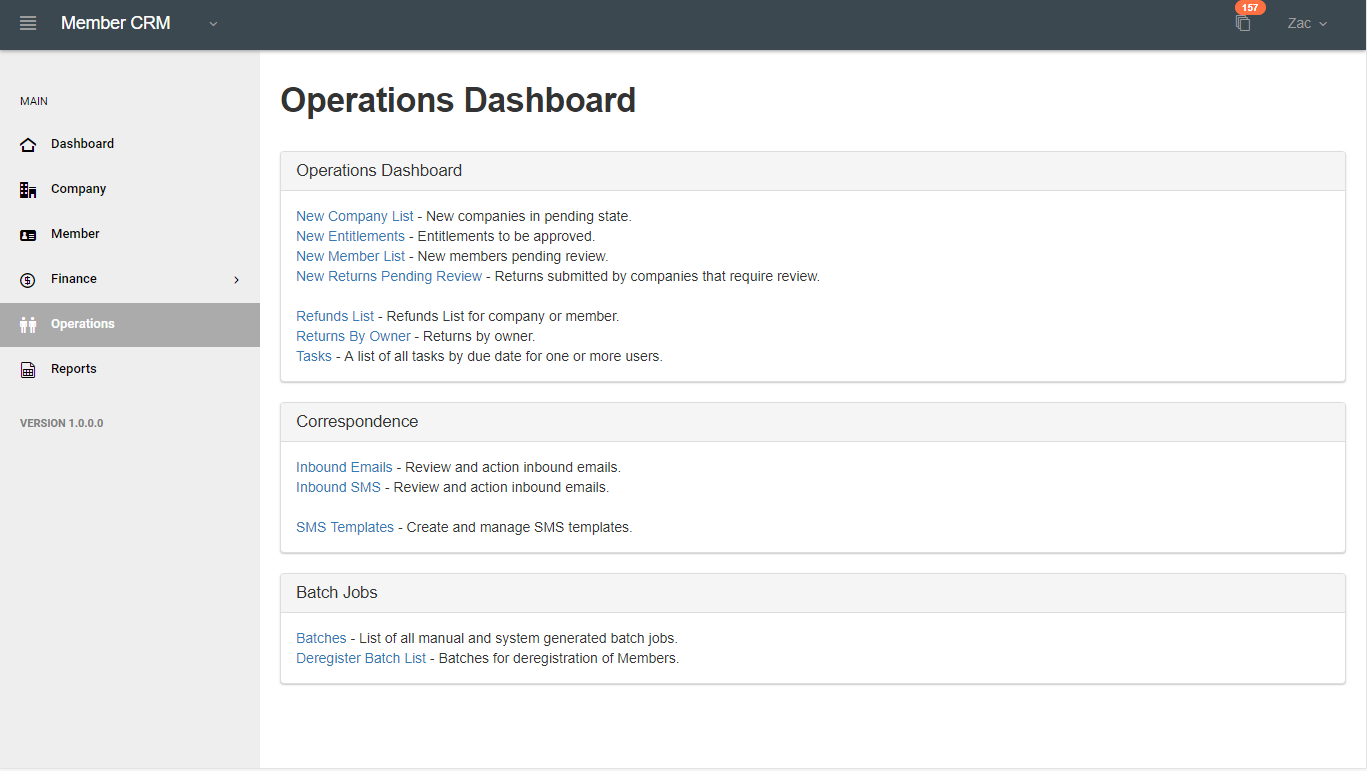 Member CRM
157
Zac
MAIN
Dashboard
Company
Member
Finance
Operations
Reports
VERSION 1.0.0.0
Operations Dashboard
Operations Dashboard
New Company List - New companies in pending state.
New Entitlements - Entitlements to be approved.
New Member List - New members pending review.
New Returns Pending Review - Returns submitted by companies that require review.
Refunds List - Refunds List for company or member.
Returns By Owner - Returns by owner.
Tasks - A list of all tasks by due date for one or more users.
Correspondence
Inbound Emails - Review and action inbound emails.
Inbound SMS - Review and action inbound emails.
SMS Templates - Create and manage SMS templates.
Batch Jobs
Batches - List of all manual and system generated batch jobs.
Deregister Batch List - Batches for deregistration of Members.